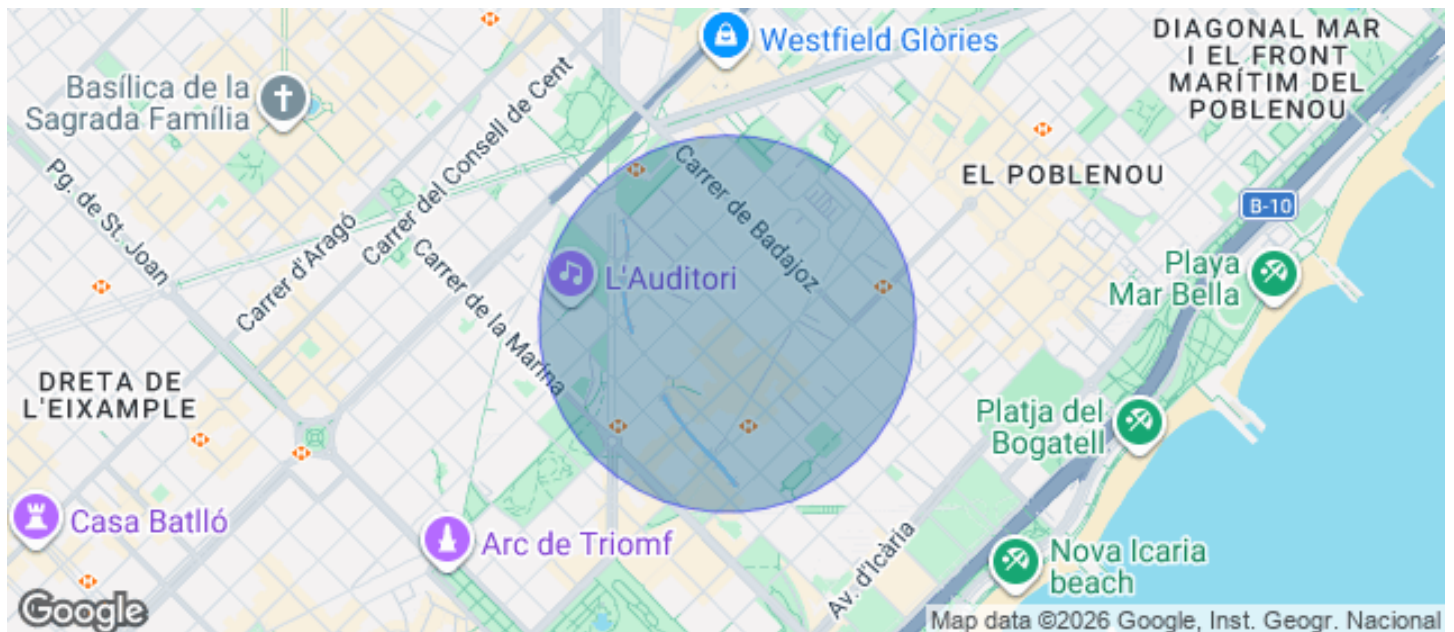 DIAGONAL MAR
I EL FRONT
MARÍTIM DEL
POBLENOU
Westfield Glòries
Basílica de la
Sagrada Família
Carrer del Consell de Cent
Carrer de Badajoz
EL POBLENOU
B-10
Pg. de St. Joan
Carrer d'Aragó
Carrer de la Marina
L'Auditori
Playa
Mar Bella
DRETA DE
L'EIXAMPLE
Platja del
Bogatell
Casa Batlló
Arc de Triomf
Av. d'Icària
Nova Icaria
beach
Google
Map data ©2026 Google, Inst. Geogr. Nacional